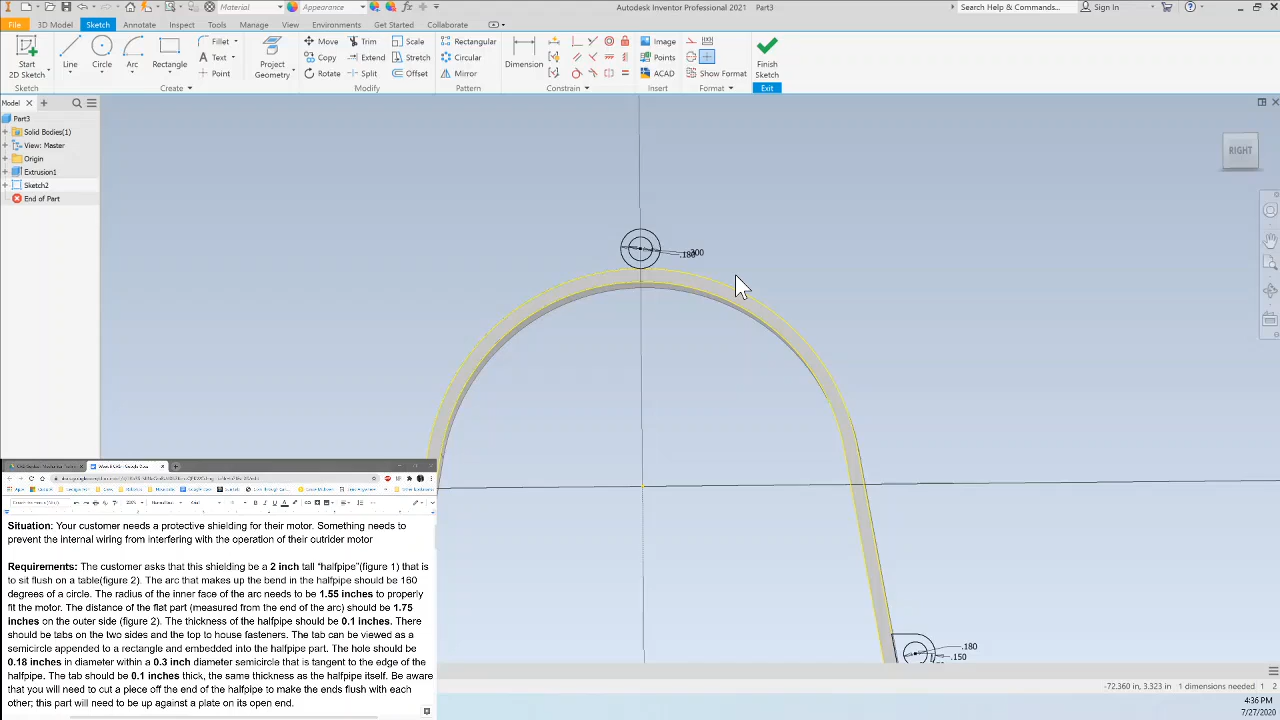 Material
Appearance
Autodesk Inventor Professional 2021 Part3
Search Help & Commands...
Sign In
File 3D Model Sketch Annotate Inspect Tools Manage View Environments Get Started Collaborate
Start
2D Sketch
Line
Circle
Arc
Rectangle
Fillet
Text
Point
Project
Geometry
Move
Copy
Rotate
Trim
Extend
Split
Scale
Stretch
Offset
Rectangular
Circular
Mirror
Dimension
Image
Points
ACAD
Show Format
Finish
Sketch
Sketch
Create
Modify
Pattern
Constrain
Insert
Format
Exit
Model
Part3
Solid Bodies(1)
View: Master
Origin
Extrusion1
Sketch2
End of Part
RIGHT
.180
.150
Situation: Your customer needs a protective shielding for their motor. Something needs to
prevent the internal wiring from interfering with the operation of their outrider motor
Requirements: The customer asks that this shielding be a 2 inch tall “halfpipe”(figure 1) that is
to sit flush on a table(figure 2). The arc that makes up the bend in the halfpipe should be 160
degrees of a circle. The radius of the inner face of the arc needs to be 1.55 inches to properly
fit the motor. The distance of the flat part (measured from the end of the arc) should be 1.75
inches on the outer side (figure 2). The thickness of the halfpipe should be 0.1 inches. There
should be tabs on the two sides and the top to house fasteners. The tab can be viewed as a
semicircle appended to a rectangle and embedded into the halfpipe part. The hole should be
0.18 inches in diameter within a 0.3 inch diameter semicircle that is tangent to the edge of the
halfpipe. The tab should be 0.1 inches thick, the same thickness as the halfpipe itself. Be aware
that you will need to cut a piece off the end of the halfpipe to make the ends flush with each
other; this part will need to be up against a plate on its open end.
-72.360 in, 3.323 in 1 dimensions needed 1 2
4:36 PM
7/27/2020